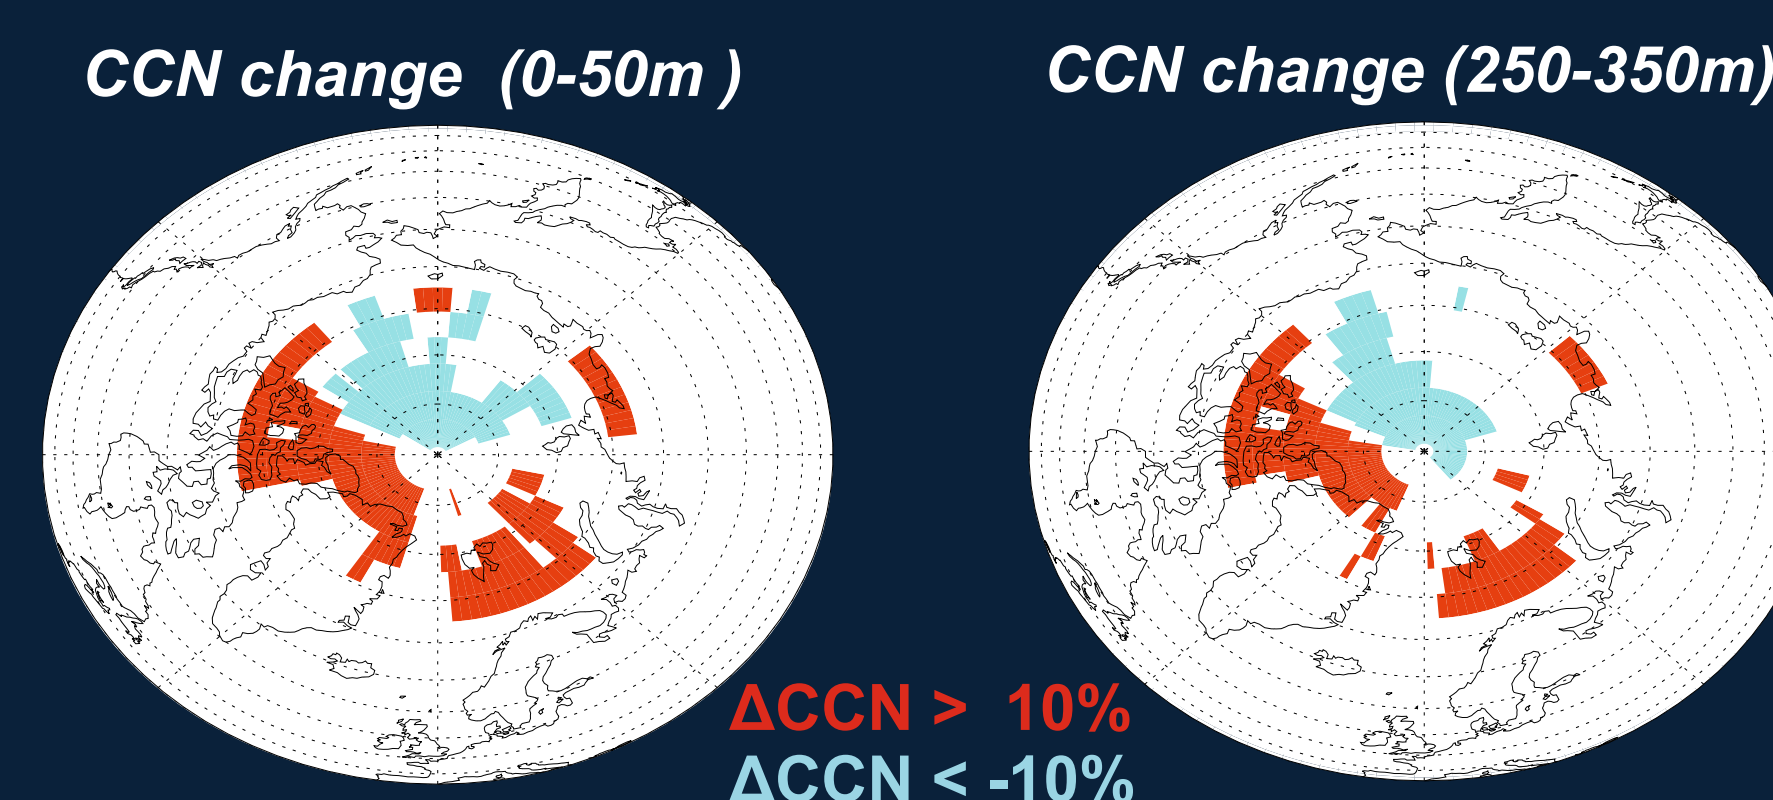 CCN change (0-50m )
CCN change (250-350m)
ΔCCN > 10%
ΔCCN < -10%